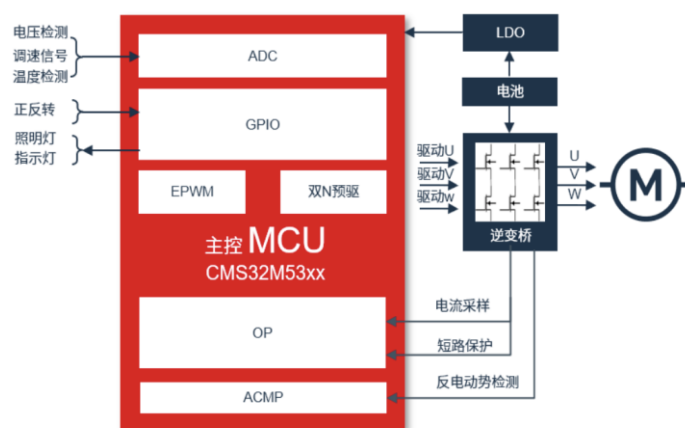 电压检测
调速信号
温度检测
正反转
照明灯
指示灯
ADC
GPIO
EPWM
双N预驱
主控 MCU
CMS32M53xx
OP
ACMP
LDO
电池
驱动U
驱动V
驱动w
逆变桥
U
V
W
M
电流采样
短路保护
反电动势检测